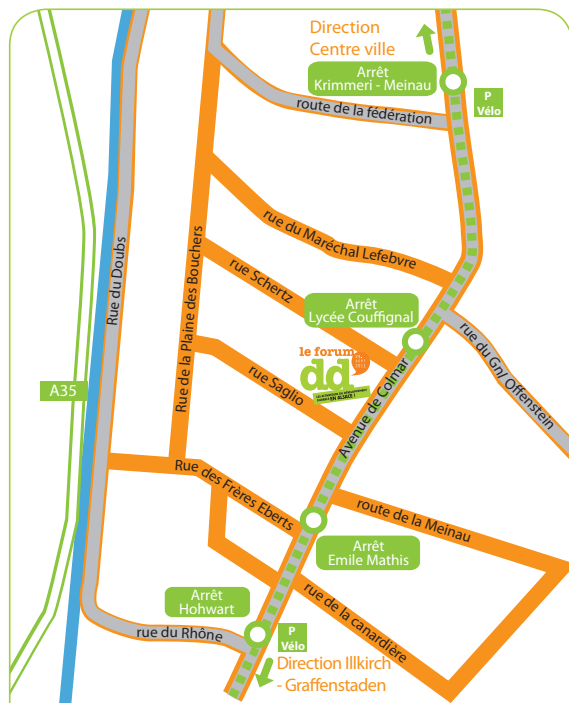 Direction
Centre ville
Arrêt
Krimmeri - Meinau
P
Vélo
route de la fédération
rue du Maréchal Lefebvre
rue Schertz
Rue du Doubs
Rue de la Plaine des Bouchers
Arrêt
Lycée Couffignal
rue du Gnl Offenstein
le forum
dd
EN ALSACE !
A35
rue Saglio
Avenue de Colmar
Rue des Frères Eberts
route de la Meinau
Arrêt
Emile Mathis
Arrêt
Hohwart
rue de la canardière
rue du Rhône
P
Vélo
Direction Illkirch
- Graffenstaden